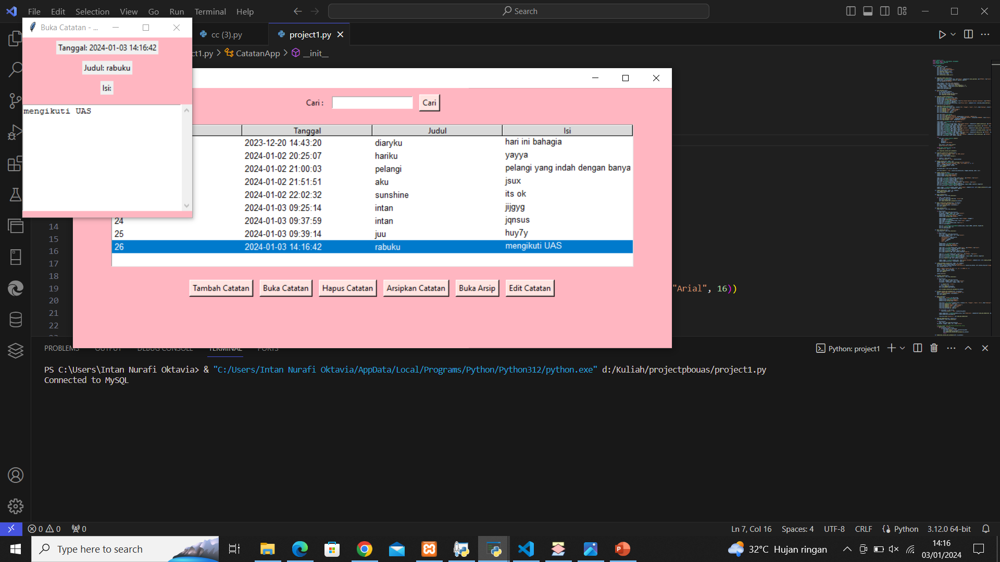 File Edit Selection View Go Run Terminal Help
Search
Buka Catatan - ...
Tanggal: 2024-01-03 14:16:42
Judul: rabuku
Isi:
mengikuti UAS
cc (3).py
project1.py
ct1.py > CatatanApp > __init__
Cari :
Cari
Tanggal Judul Isi
2023-12-20 14:43:20 diaryku hari ini bahagia
2024-01-02 20:25:07 hariku yayya
2024-01-02 21:00:03 pelangi pelangi yang indah dengan banya
2024-01-02 21:51:51 aku jsux
2024-01-02 22:02:32 sunshine its ok
2024-01-03 09:25:14 intan jijgyg
24 2024-01-03 09:37:59 intan jqnsus
25 2024-01-03 09:39:14 juu huy7y
26 2024-01-03 14:16:42 rabuku mengikuti UAS
Tambah Catatan Buka Catatan Hapus Catatan Arsipkan Catatan Buka Arsip Edit Catatan
14
15
16
17
18
19
"Arial", 16))
20
21
22
PROBLEMS OUTPUT DEBUG CONSOLE TERMINAL PORTS
Python: project1
PS C:\Users\Intan Nurafi Oktavia> & "C:/Users/Intan Nurafi Oktavia/AppData/Local/Programs/Python/Python312/python.exe" d:/Kuliah/projectpbouas/project1.py
Connected to MySQL
0 0 0
Ln 7, Col 16 Spaces: 4 UTF-8 CRLF Python 3.12.0 64-bit
Type here to search
32°C Hujan ringan
14:16
03/01/2024